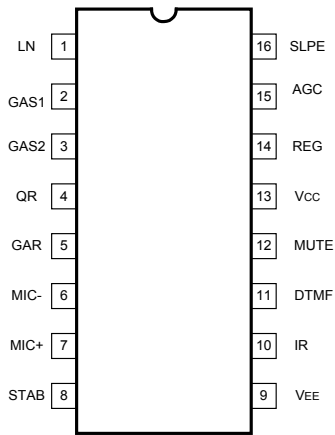 LN 1 16 SLPE
GAS1 2 15 AGC
GAS2 3 14 REG
QR 4 13 VCC
GAR 5 12 MUTE
MIC- 6 11 DTMF
MIC+ 7 10 IR
STAB 8 9 VEE